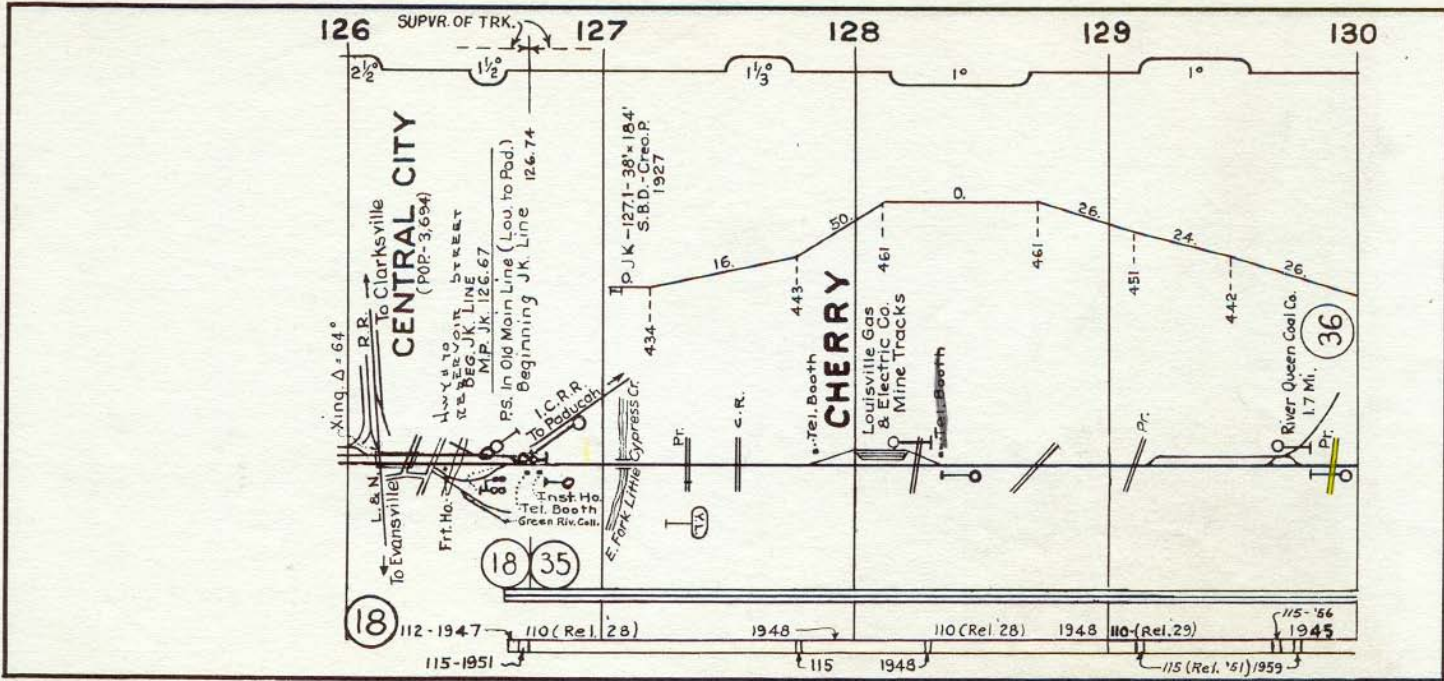 SUPVR. OF TRK.
126
127
128
129
130
2½°
1½°
1⅓°
1°
1°
Xing. Δ = 64°
R. R.
To Clarksville
CENTRAL CITY
(POP.- 3,694)
Hwys 70
RESERVOIR STREET
BEG. JK. LINE
M.P. JK. 126.67
P.S. In Old Main Line (Lou. to Pad.)
Beginning JK. Line 126.74
JK-127.1-38'x184'
S.B.D.-Creo.P.
1927
16.
50.
0.
26.
24.
26.
434
443
461
461
451
442
I.C.R.R.
To Paducah
E. Fork Little Cypress Cr.
Pr.
C.R.
Tel. Booth
CHERRY
Louisville Gas
& Electric Co.
Mine Tracks
Tel. Booth
Pr.
River Queen Coal Co.
1.7 Mi.
36
Pr.
L. & N.
To Evansville
Frt. Ho.
Inst. Ho.
Tel. Booth
Green Riv. Coll.
Y.L.
18
35
18
112-1947
110 (Rel. '28)
1948
110 (Rel. 28)
1948
110-(Rel. 29)
115-'56
1945
115-1951
115
1948
115 (Rel. '51) 1959